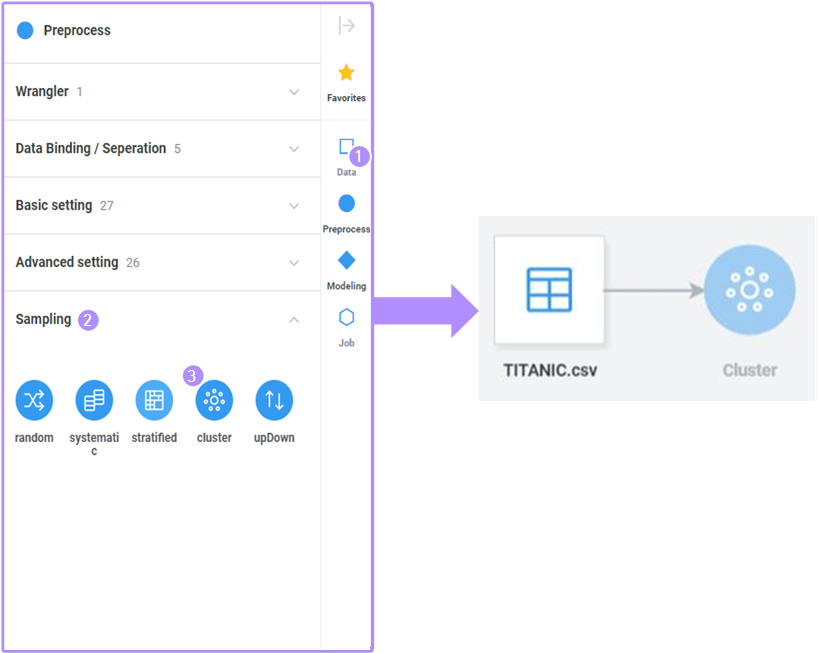 Preprocess
Wrangler 1
Data Binding / Seperation 5
Basic setting 27
Advanced setting 26
Sampling 2
3
random
systemati
c
stratified
cluster
upDown
Favorites
1
Data
Preprocess
Modeling
Job
TITANIC.csv
Cluster